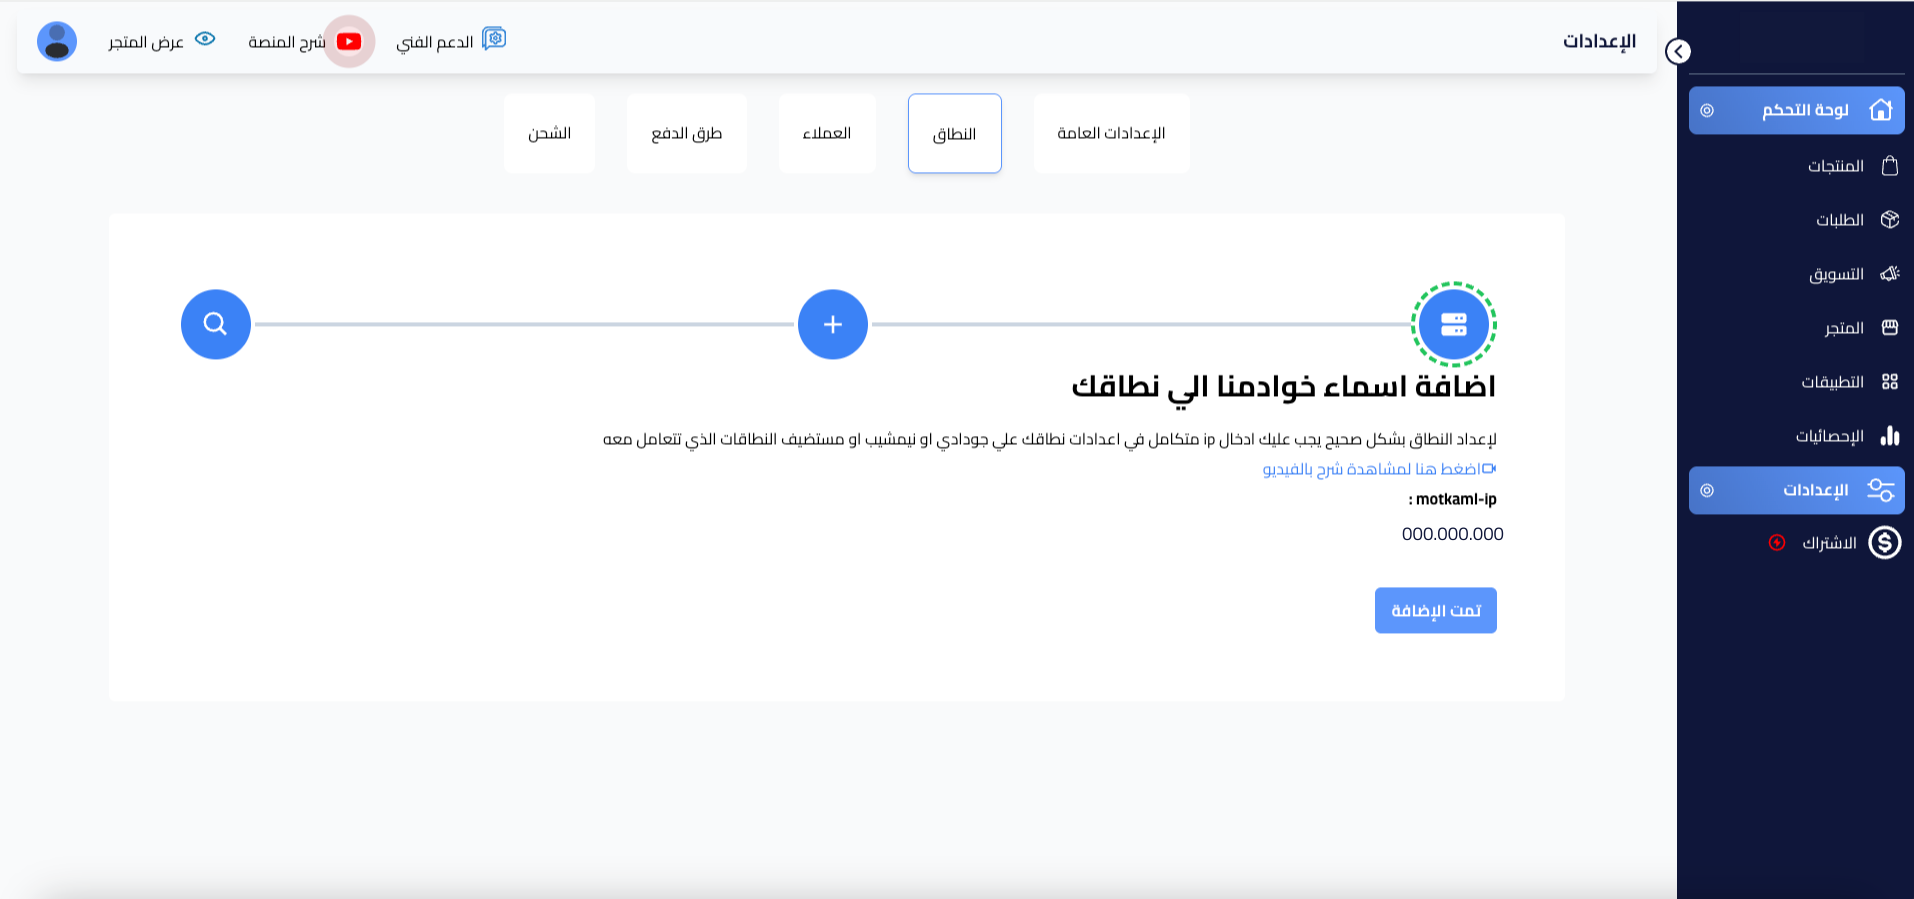 الإعدادات
الدعم الفني
شرح المنصة
عرض المتجر
لوحة التحكم
المنتجات
الطلبات
التسويق
المتجر
التطبيقات
الإحصائيات
الإعدادات
الاشتراك
الإعدادات العامة
النطاق
العملاء
طرق الدفع
الشحن
اضافة اسماء خوادمنا الي نطاقك
لإعداد النطاق بشكل صحيح يجب عليك ادخال ip متكامل في اعدادات نطاقك علي جودادي او نيمشيب او مستضيف النطاقات الذي تتعامل معه
اضغط هنا لمشاهدة شرح بالفيديو
motkaml-ip :
000.000.000
تمت الإضافة